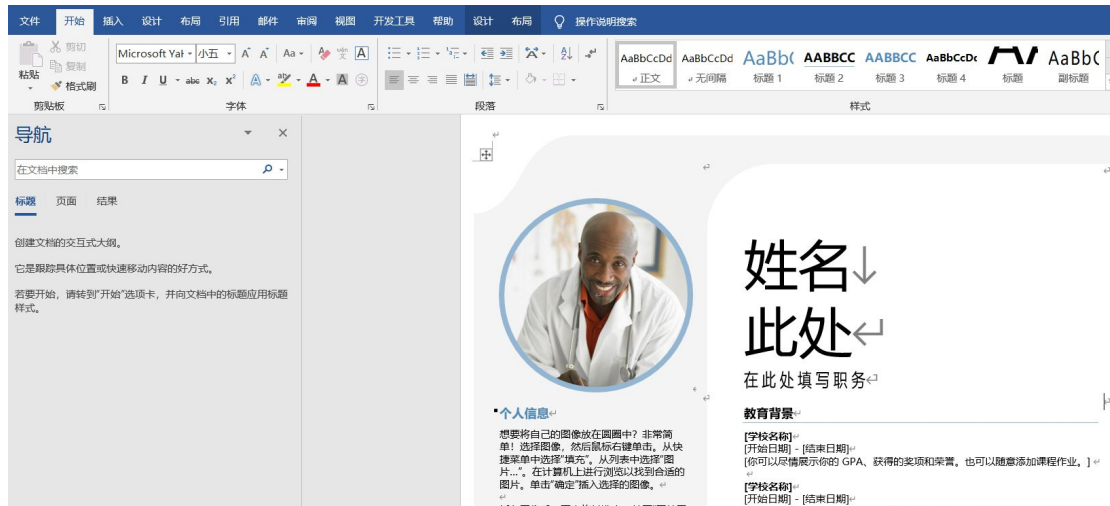 文件 开始 插入 设计 布局 引用 邮件 审阅 视图 开发工具 帮助 设计 布局 操作说明搜索
粘贴
剪切
复制
格式刷
剪贴板
Microsoft Yal 小五 A A Aa A
B I U abc X₂ X² A aby A A
字体
段落
AaBbCcDd AaBbCcDd AaBb( AABBCC AABBCC AaBbCcDc AaBb(
正文 无间隔 标题 1 标题 2 标题 3 标题 4 标题 副标题
样式
导航
在文档中搜索
标题 页面 结果
创建文档的交互式大纲。
它是跟踪具体位置或快速移动内容的好方式。
若要开始，请转到"开始"选项卡，并向文档中的标题应用标题
样式。
姓名
此处
在此处填写职务
个人信息
想要将自己的图像放在圆圈中？非常简
单！选择图像，然后鼠标右键单击。从快
捷菜单中选择"填充"。从列表中选择"图
片..."。在计算机上进行浏览以找到合适的
图片。单击"确定"插入选择的图像。
教育背景
[学校名称]
[开始日期] - [结束日期]
[你可以尽情展示你的 GPA、获得的奖项和荣誉。也可以随意添加课程作业。]
[学校名称]
[开始日期] - [结束日期]